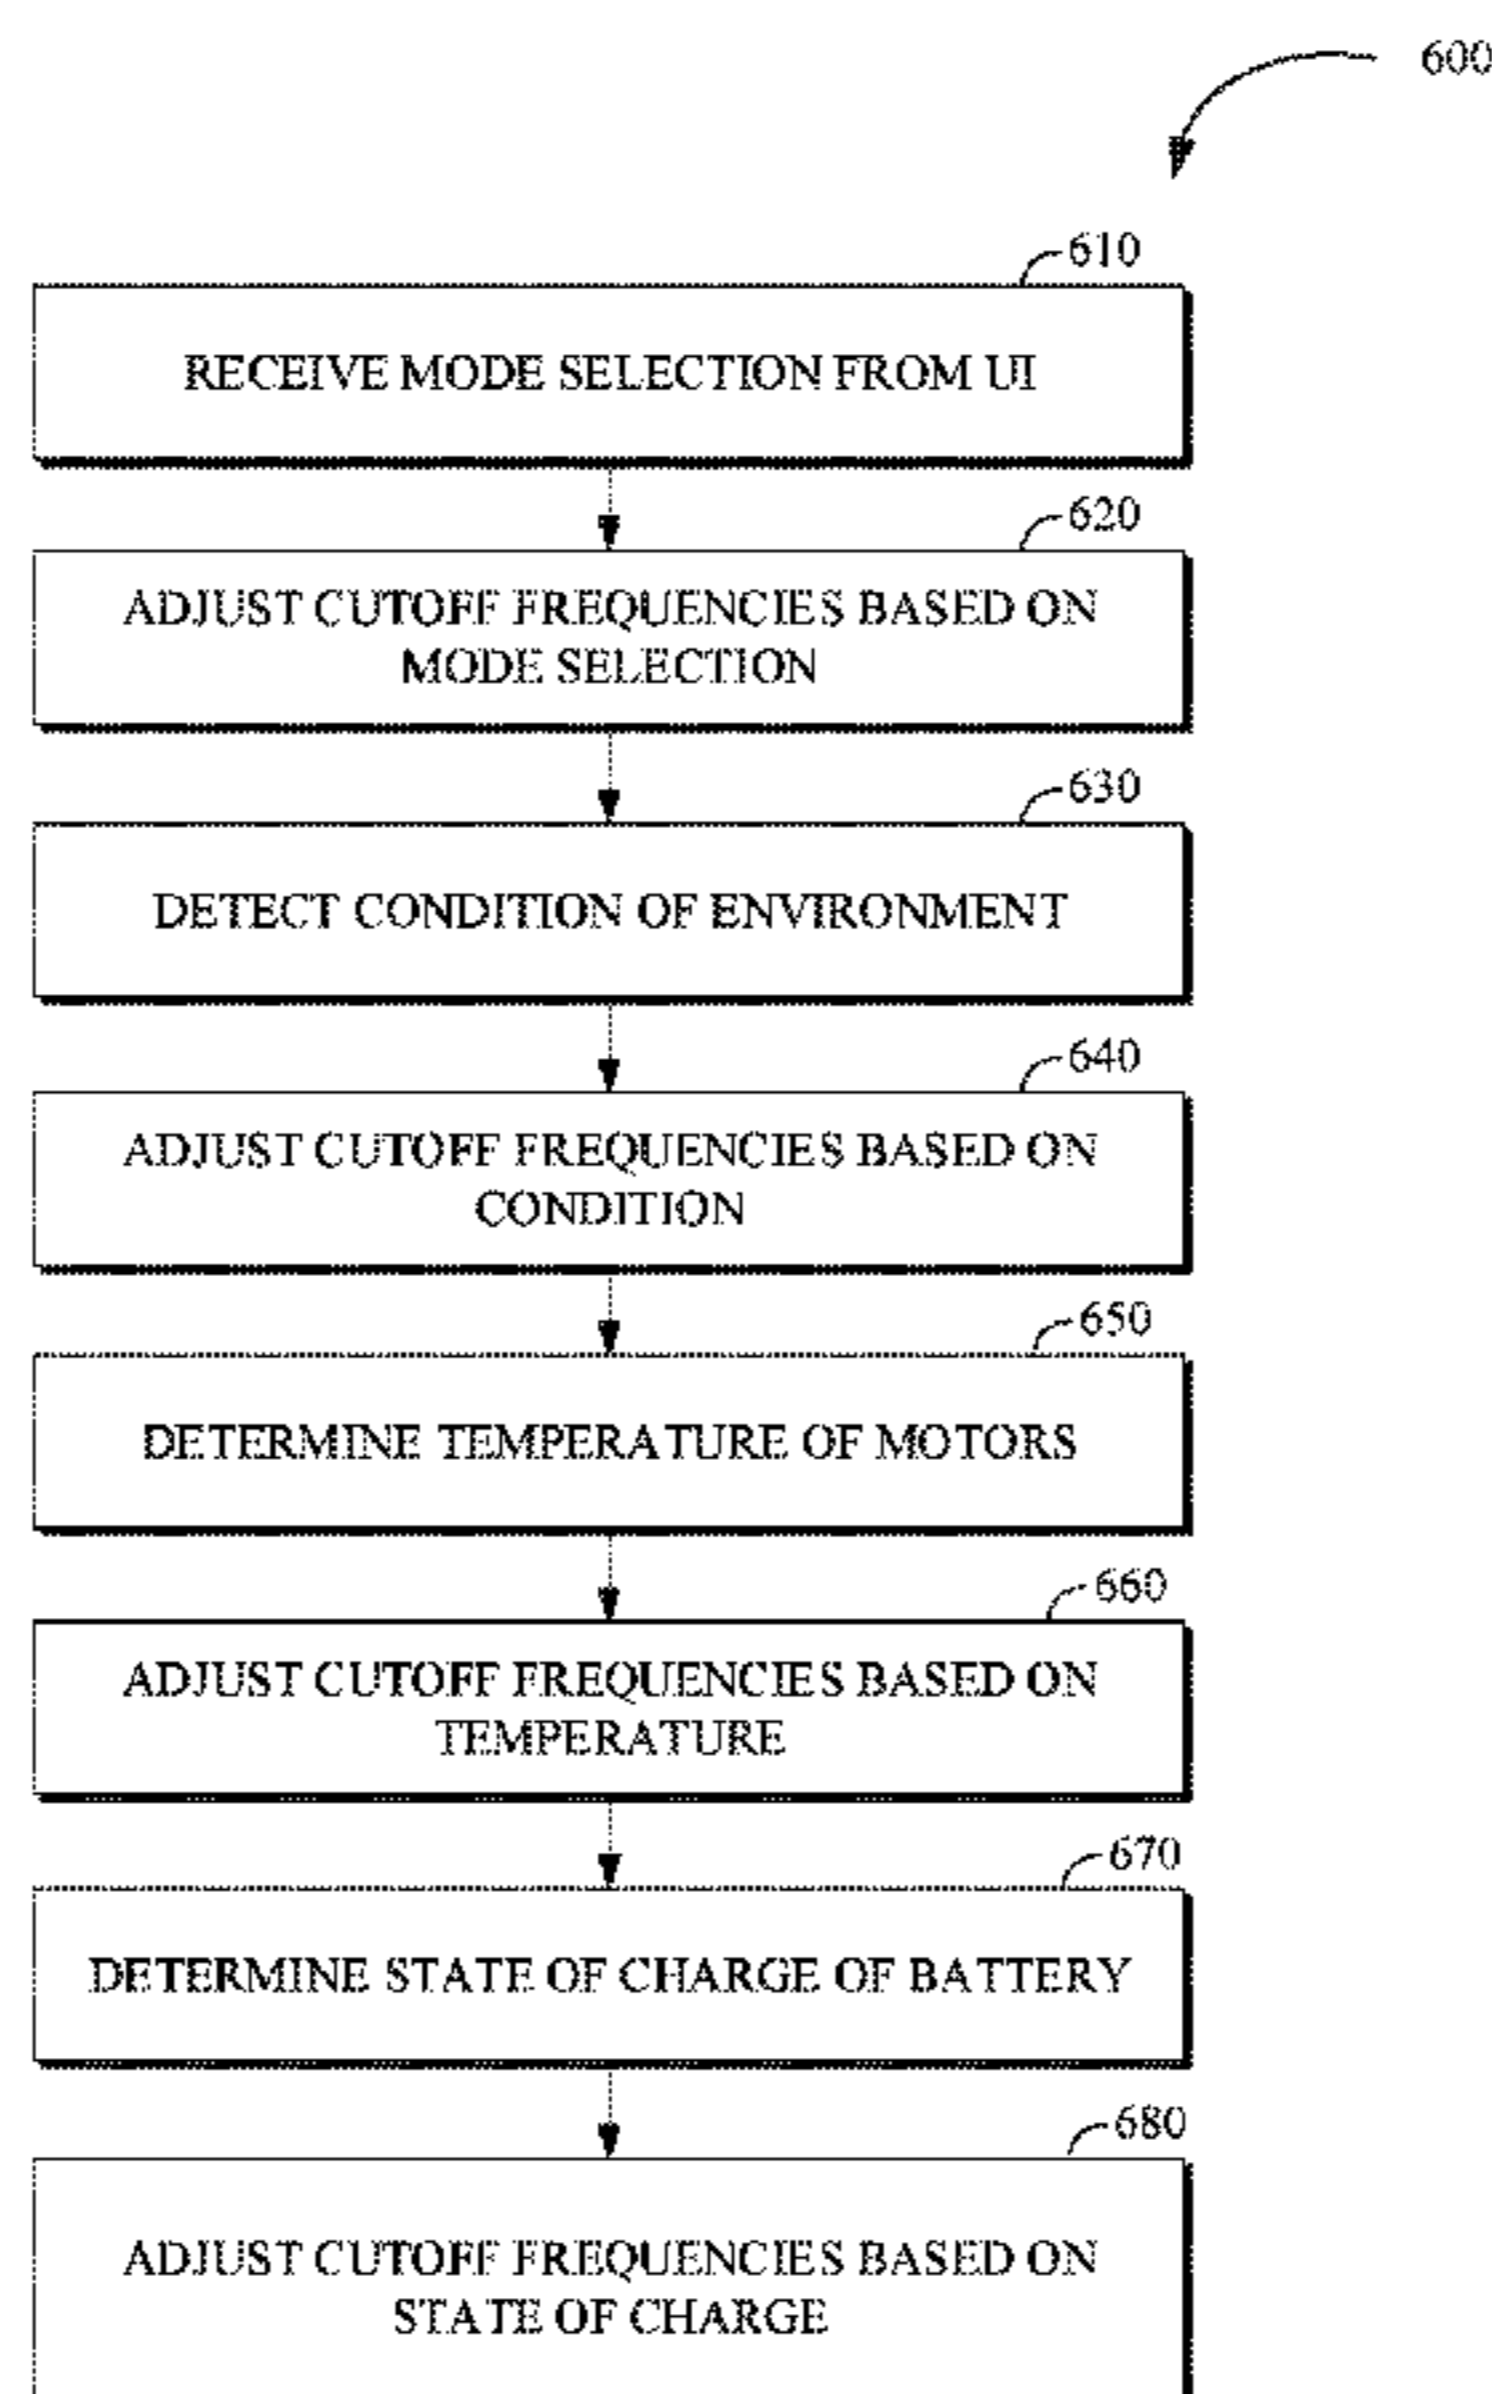 600
610
RECEIVE MODE SELECTION FROM UI
620
ADJUST CUTOFF FREQUENCIES BASED ON
MODE SELECTION
630
DETECT CONDITION OF ENVIRONMENT
640
ADJUST CUTOFF FREQUENCIES BASED ON
CONDITION
650
DETERMINE TEMPERATURE OF MOTORS
660
ADJUST CUTOFF FREQUENCIES BASED ON
TEMPERATURE
670
DETERMINE STATE OF CHARGE OF BATTERY
680
ADJUST CUTOFF FREQUENCIES BASED ON
STATE OF CHARGE